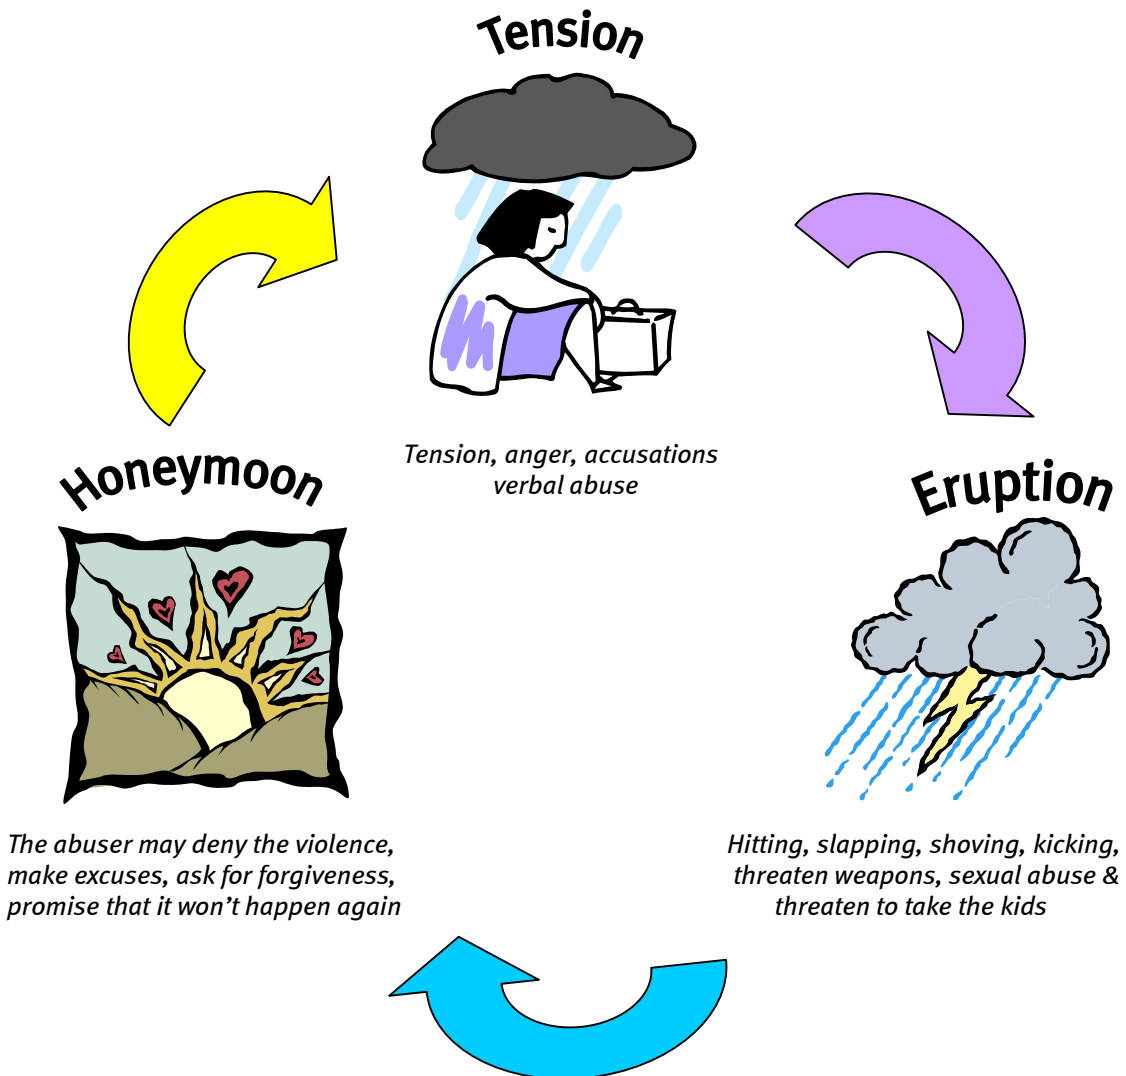 Tension
Tension, anger, accusations
verbal abuse
Honeymoon
The abuser may deny the violence,
make excuses, ask for forgiveness,
promise that it won’t happen again
Eruption
Hitting, slapping, shoving, kicking,
threaten weapons, sexual abuse &
threaten to take the kids